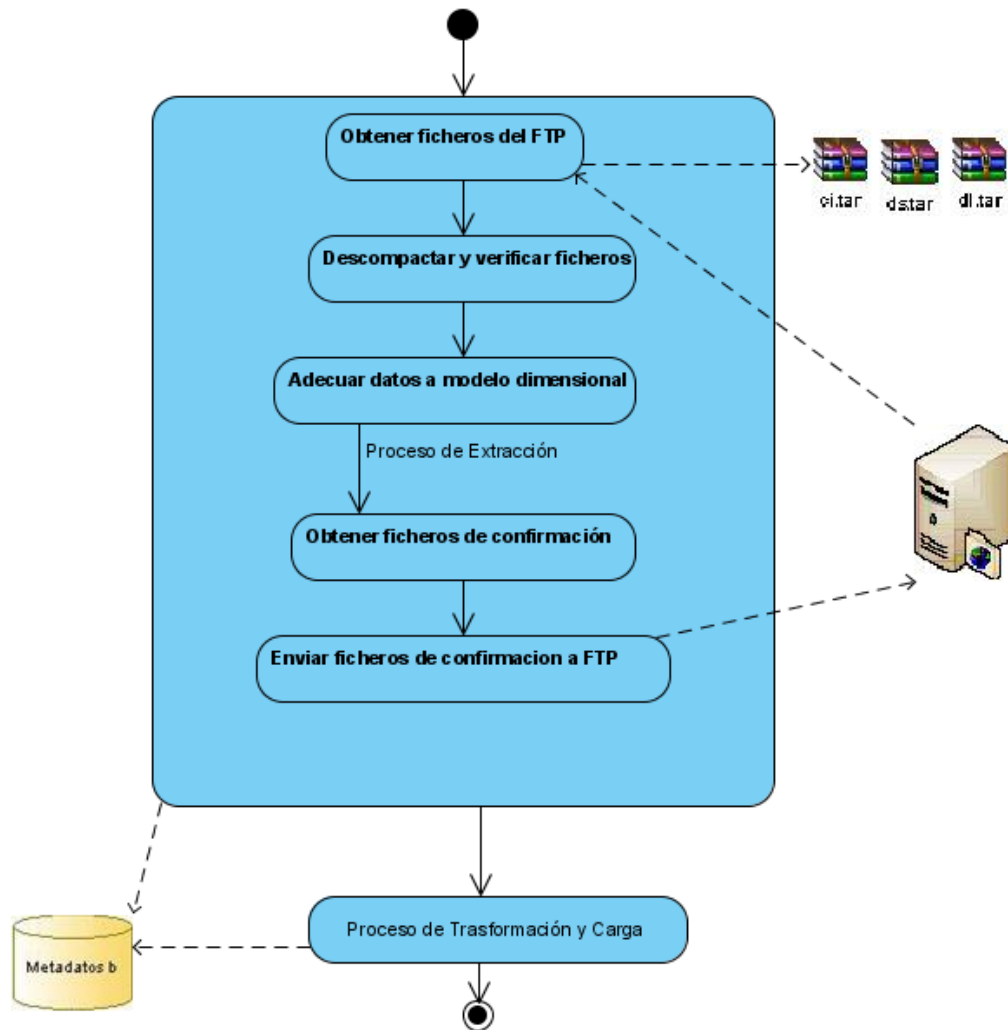 Obtener ficheros del FTP
ci.tar
ds.tar
dl.tar
Descompactar y verificar ficheros
Adecuar datos a modelo dimensional
Proceso de Extracción
Obtener ficheros de confirmación
Enviar ficheros de confirmacion a FTP
Proceso de Trasformación y Carga
Metadatos b